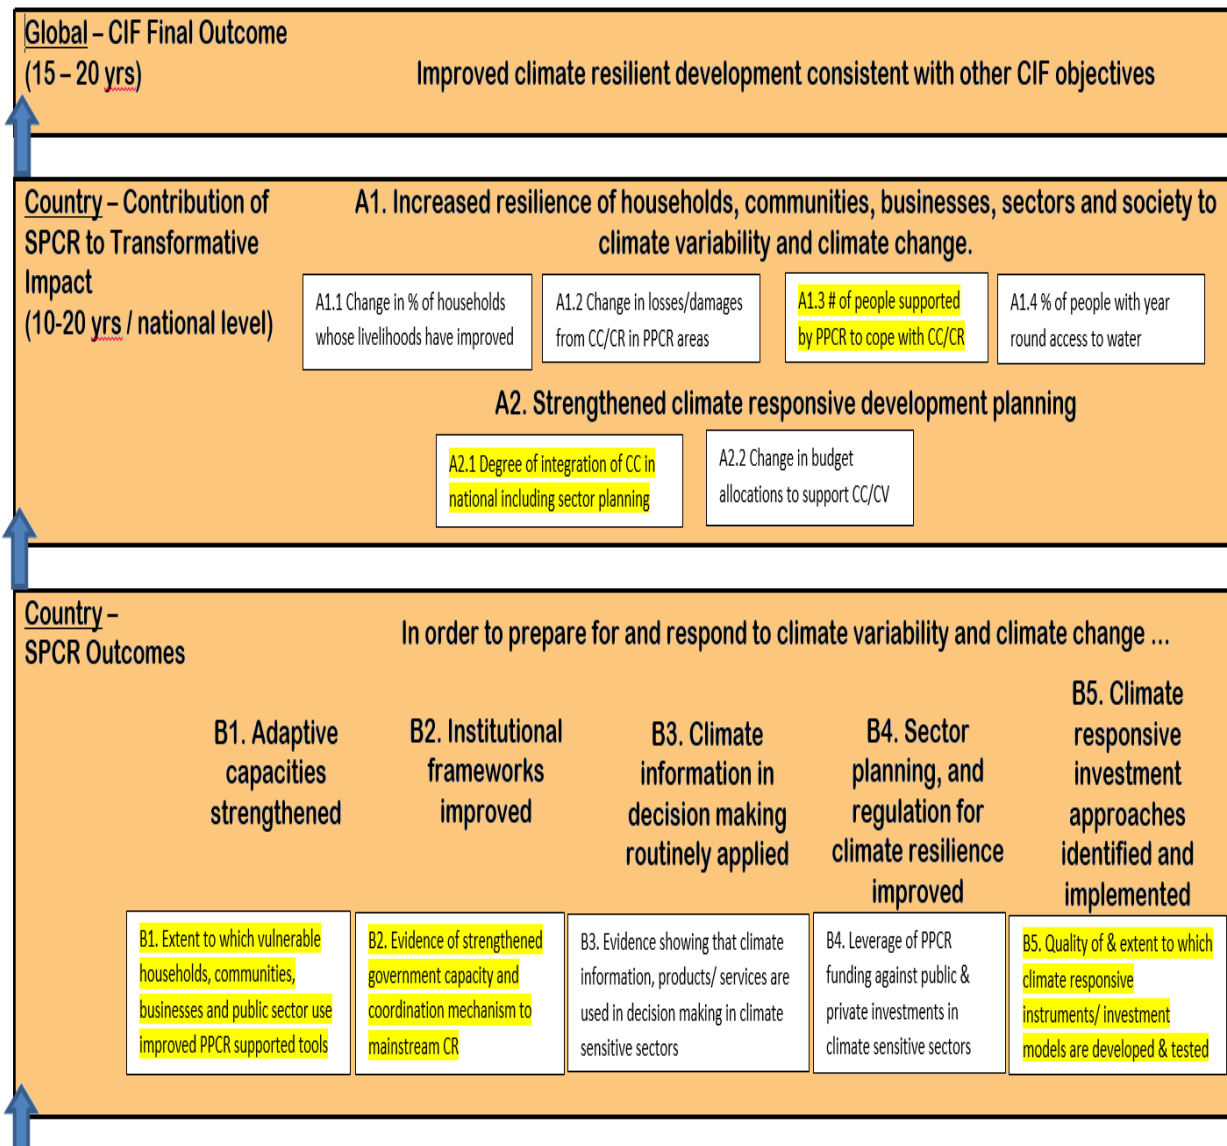 Global – CIF Final Outcome
(15 – 20 yrs)
Improved climate resilient development consistent with other CIF objectives
Country – Contribution of
SPCR to Transformative
Impact
(10-20 yrs / national level)
A1. Increased resilience of households, communities, businesses, sectors and society to
climate variability and climate change.
A1.1 Change in % of households
whose livelihoods have improved
A1.2 Change in losses/damages
from CC/CR in PPCR areas
A1.3 # of people supported
by PPCR to cope with CC/CR
A1.4 % of people with year
round access to water
A2. Strengthened climate responsive development planning
A2.1 Degree of integration of CC in
national including sector planning
A2.2 Change in budget
allocations to support CC/CV
Country –
SPCR Outcomes
In order to prepare for and respond to climate variability and climate change ...
B1. Adaptive
capacities
strengthened
B2. Institutional
frameworks
improved
B3. Climate
information in
decision making
routinely applied
B4. Sector
planning, and
regulation for
climate resilience
improved
B5. Climate
responsive
investment
approaches
identified and
implemented
B1. Extent to which vulnerable
households, communities,
businesses and public sector use
improved PPCR supported tools
B2. Evidence of strengthened
government capacity and
coordination mechanism to
mainstream CR
B3. Evidence showing that climate
information, products/ services are
used in decision making in climate
sensitive sectors
B4. Leverage of PPCR
funding against public &
private investments in
climate sensitive sectors
B5. Quality of & extent to which
climate responsive
instruments/ investment
models are developed & tested